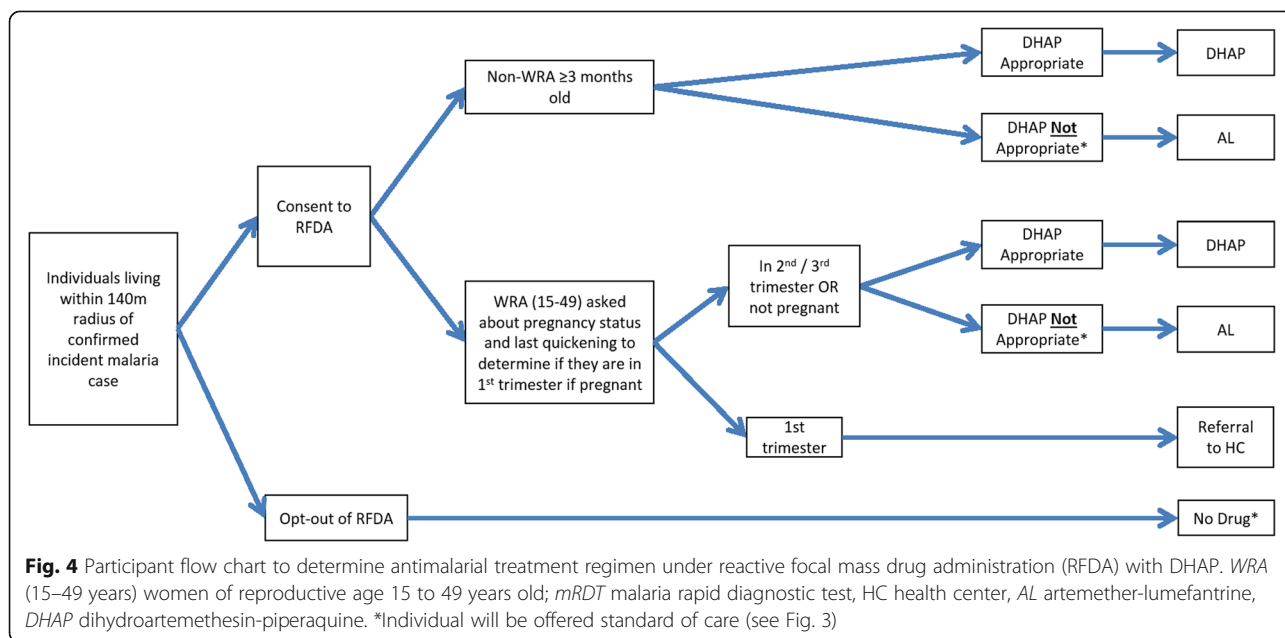 DHAP
Appropriate
DHAP
Non-WRA ≥3 months
old
DHAP Not
Appropriate*
AL
Consent to
RFDA
Individuals living
within 140m
radius of
confirmed
incident malaria
case
WRA (15-49) asked
about pregnancy status
and last quickening to
determine if they are in
1st trimester if pregnant
In 2nd / 3rd
trimester OR
not pregnant
DHAP
Appropriate
DHAP
DHAP Not
Appropriate*
AL
1st
trimester
Referral
to HC
Opt-out of RFDA
No Drug*
Fig. 4 Participant flow chart to determine antimalarial treatment regimen under reactive focal mass drug administration (RFDA) with DHAP. WRA
(15–49 years) women of reproductive age 15 to 49 years old; mRDT malaria rapid diagnostic test, HC health center, AL artemether-lumefantrine,
DHAP dihydroartemethesin-piperaquine. *Individual will be offered standard of care (see Fig. 3)